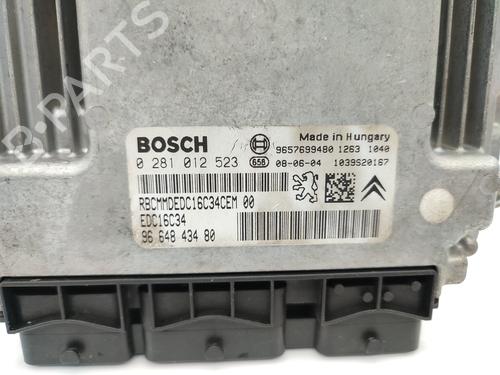 B-PARTS
BOSCH
Made in Hungary
9657699480 1263 1040
0 281 012 523 658 08-06-04 1039S20167
RBCMMDEDC16C34CEM 00
EDC16C34
96 648 434 80